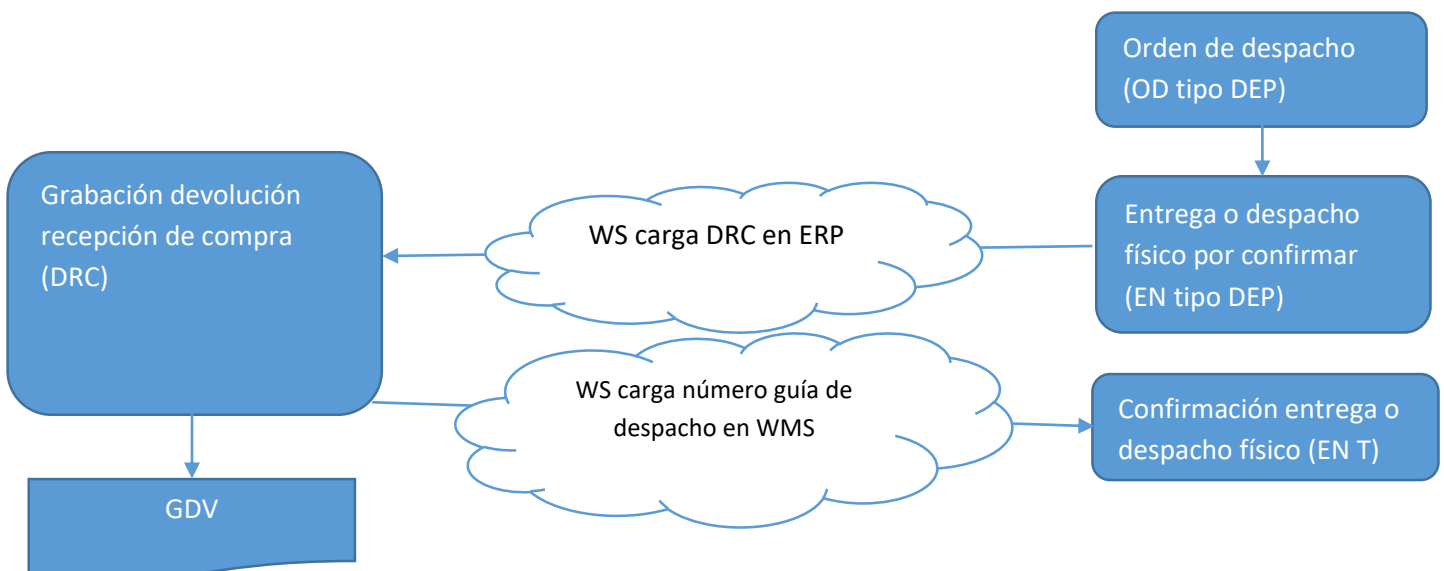 Orden de despacho
(OD tipo DEP)
Grabación devolución
recepción de compra
(DRC)
WS carga DRC en ERP
Entrega o despacho
físico por confirmar
(EN tipo DEP)
WS carga número guía de
despacho en WMS
Confirmación entrega o
despacho físico (EN T)
GDV